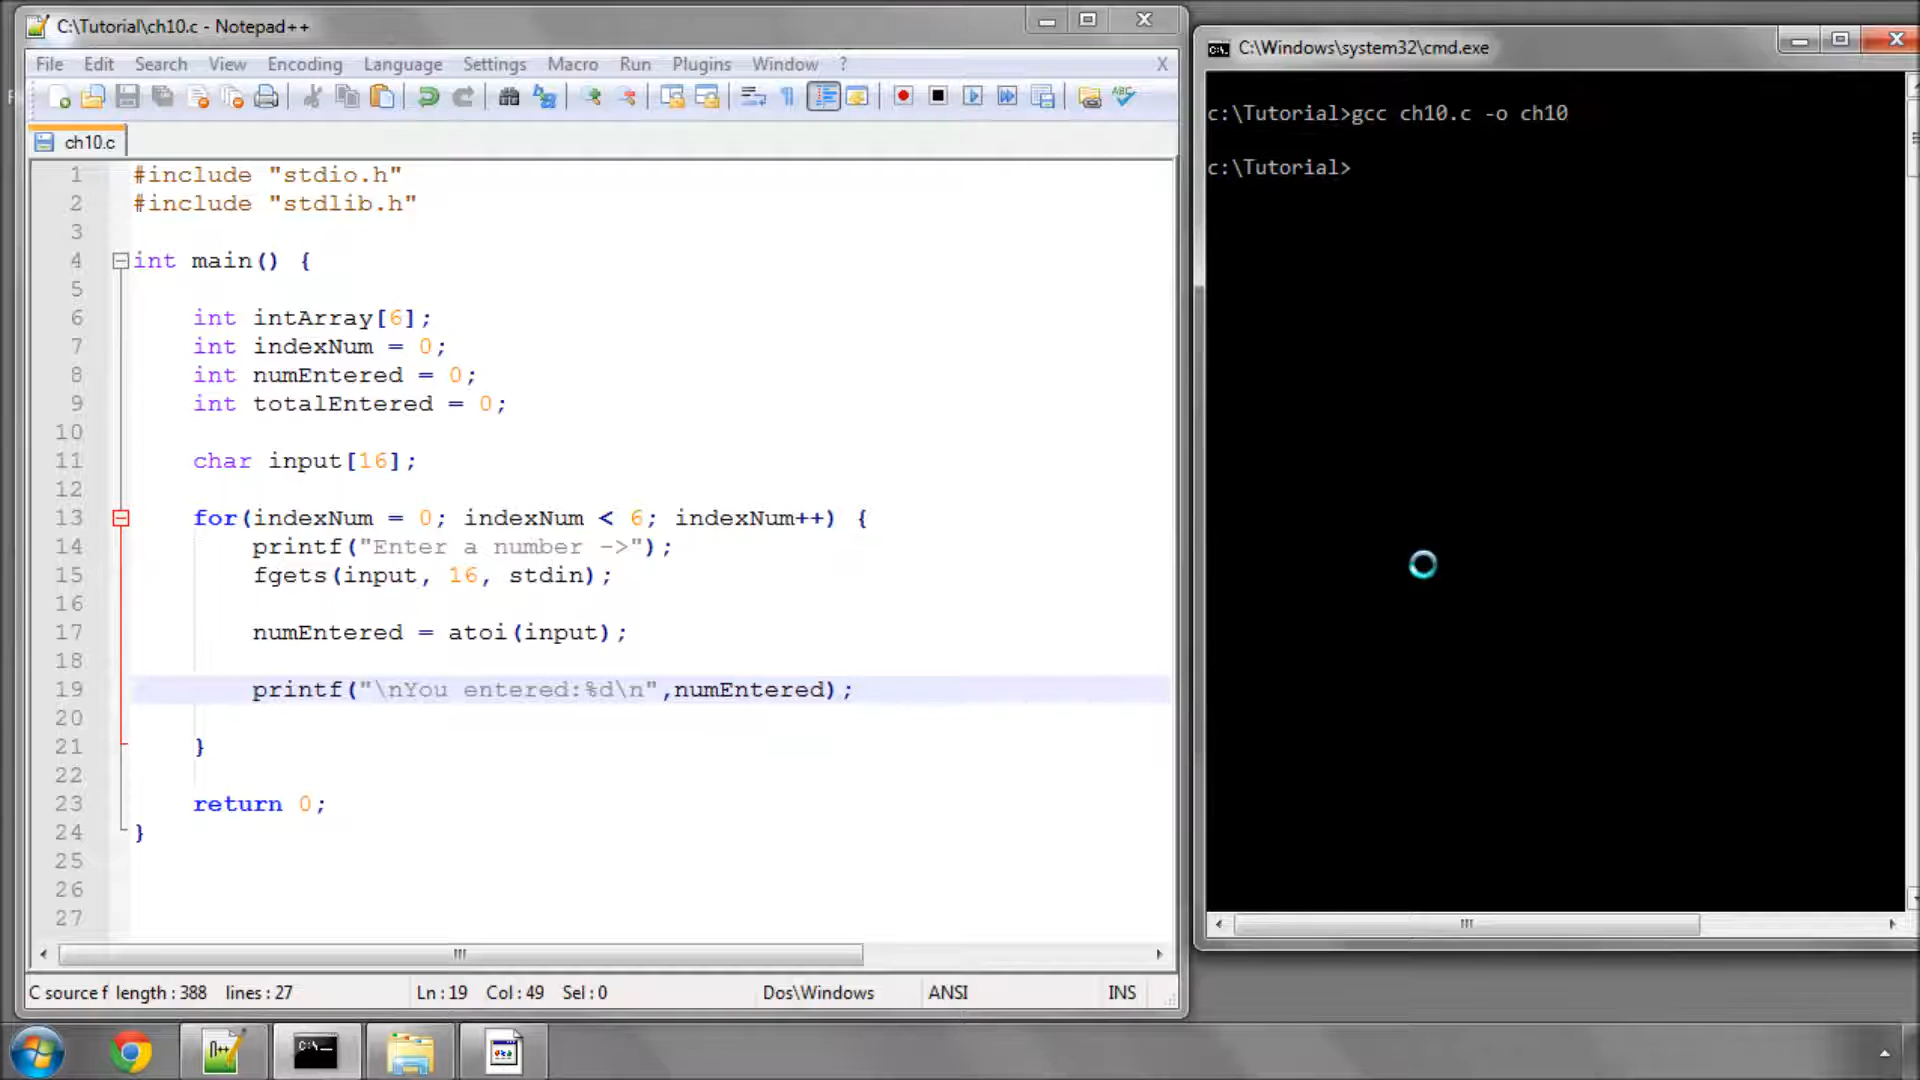 C:\Tutorial\ch10.c - Notepad++
File Edit Search View Encoding Language Settings Macro Run Plugins Window ? X
ch10.c
1 #include "stdio.h"
2 #include "stdlib.h"
3
4 int main() {
5
6 int intArray[6];
7 int indexNum = 0;
8 int numEntered = 0;
9 int totalEntered = 0;
10
11 char input[16];
12
13 for(indexNum = 0; indexNum < 6; indexNum++) {
14 printf("Enter a number ->");
15 fgets(input, 16, stdin);
16
17 numEntered = atoi(input);
18
19 printf("\nYou entered:%d\n",numEntered);
20
21 }
22
23 return 0;
24 }
25
26
27
C source f length : 388 lines : 27 Ln : 19 Col : 49 Sel : 0 Dos\Windows ANSI INS
C:\Windows\system32\cmd.exe
c:\Tutorial>gcc ch10.c -o ch10
c:\Tutorial>